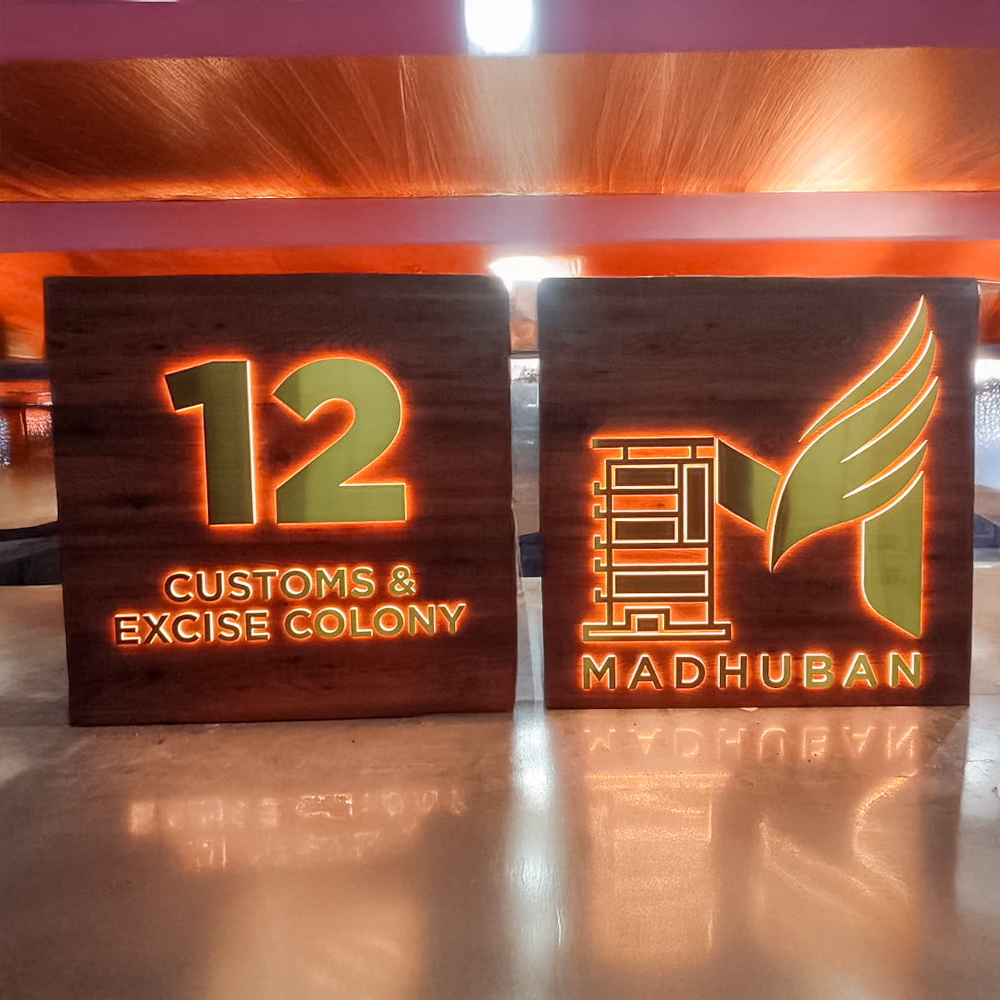 12
CUSTOMS &
EXCISE COLONY
MADHUBAN